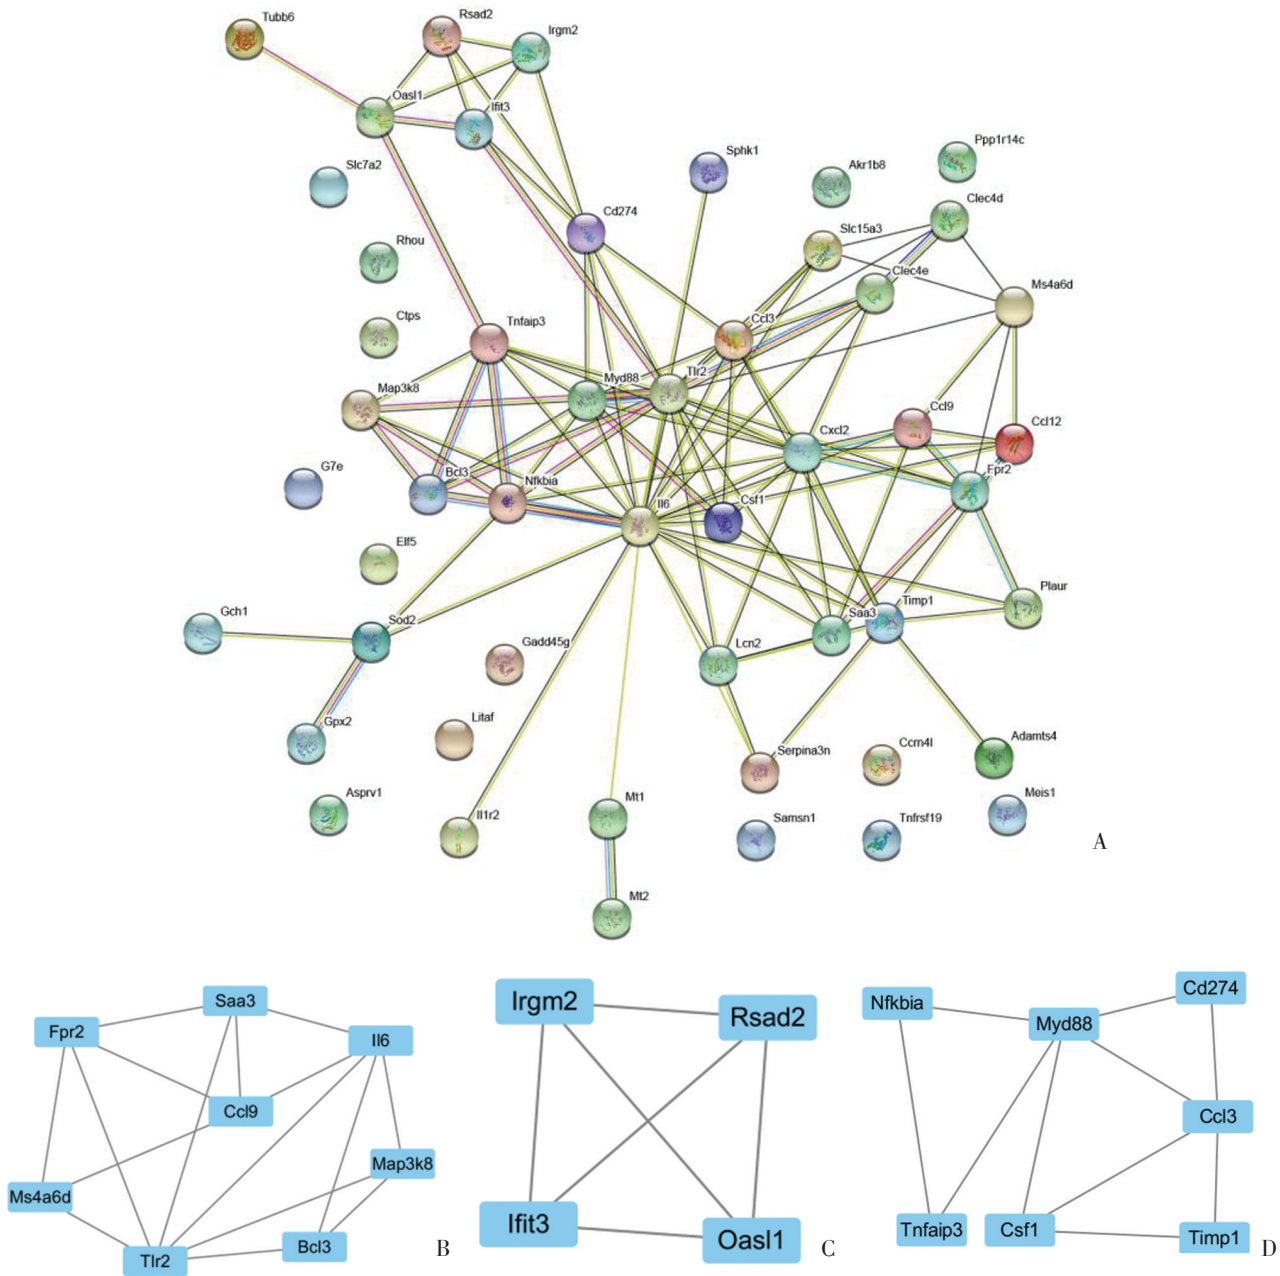 Tubb6
Rsad2
Irgm2
Oasl1
Ifit3
Slc7a2
Sphk1
Akr1b8
Ppp1r14c
Clec4d
Cd274
Slc15a3
Rhou
Clec4e
Ms4a6d
Ctps
Tnfaip3
Ccl3
Myd88
Tlr2
Map3k8
Ccl9
Ccl12
Cxcl2
G7e
Bcl3
Nfkbia
Il6
Csf1
Fpr2
Elf5
Plaur
Gch1
Sod2
Saa3
Timp1
Gadd45g
Lcn2
Gpx2
Litaf
Serpina3n
Ccrn4l
Adamts4
Asprv1
Il1r2
Mt1
Samsn1
Tnfrsf19
Meis1
A
Mt2
Saa3
Fpr2
Il6
Ccl9
Map3k8
Ms4a6d
Tlr2
Bcl3
B
Irgm2
Rsad2
Ifit3
Oasl1
C
Nfkbia
Myd88
Cd274
Ccl3
Tnfaip3
Csf1
Timp1
D